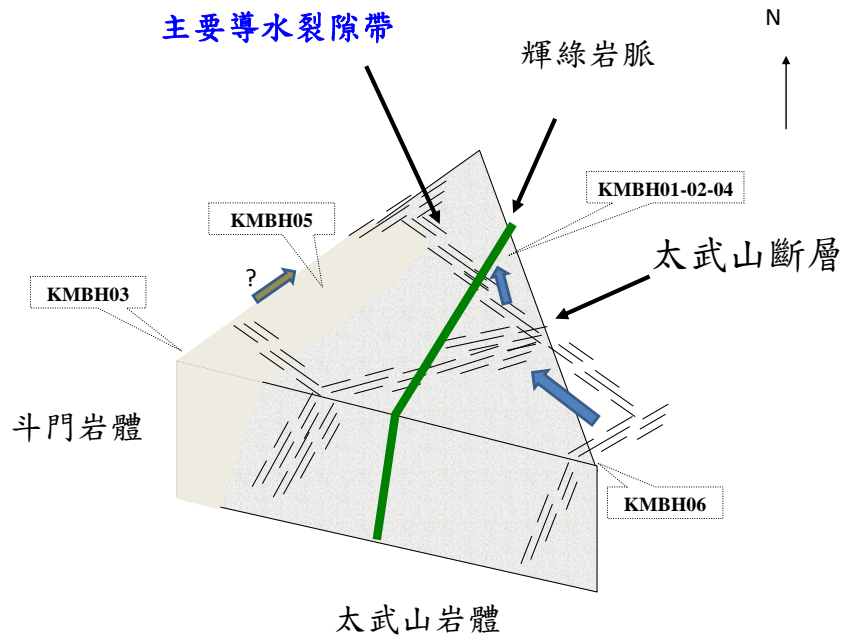 主要導水裂隙帶
N
輝綠岩脈
KMBH01-02-04
KMBH05
太武山斷層
?
KMBH03
斗門岩體
KMBH06
太武山岩體